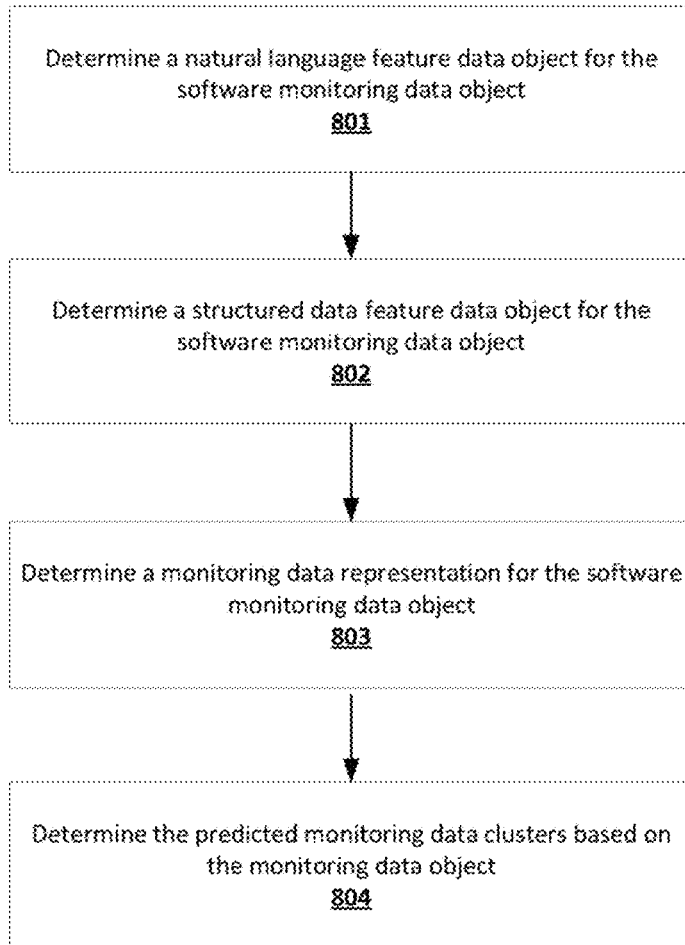 Determine a natural language feature data object for the
software monitoring data object
801
Determine a structured data feature data object for the
software monitoring data object
802
Determine a monitoring data representation for the software
monitoring data object
803
Determine the predicted monitoring data clusters based on
the monitoring data object
804